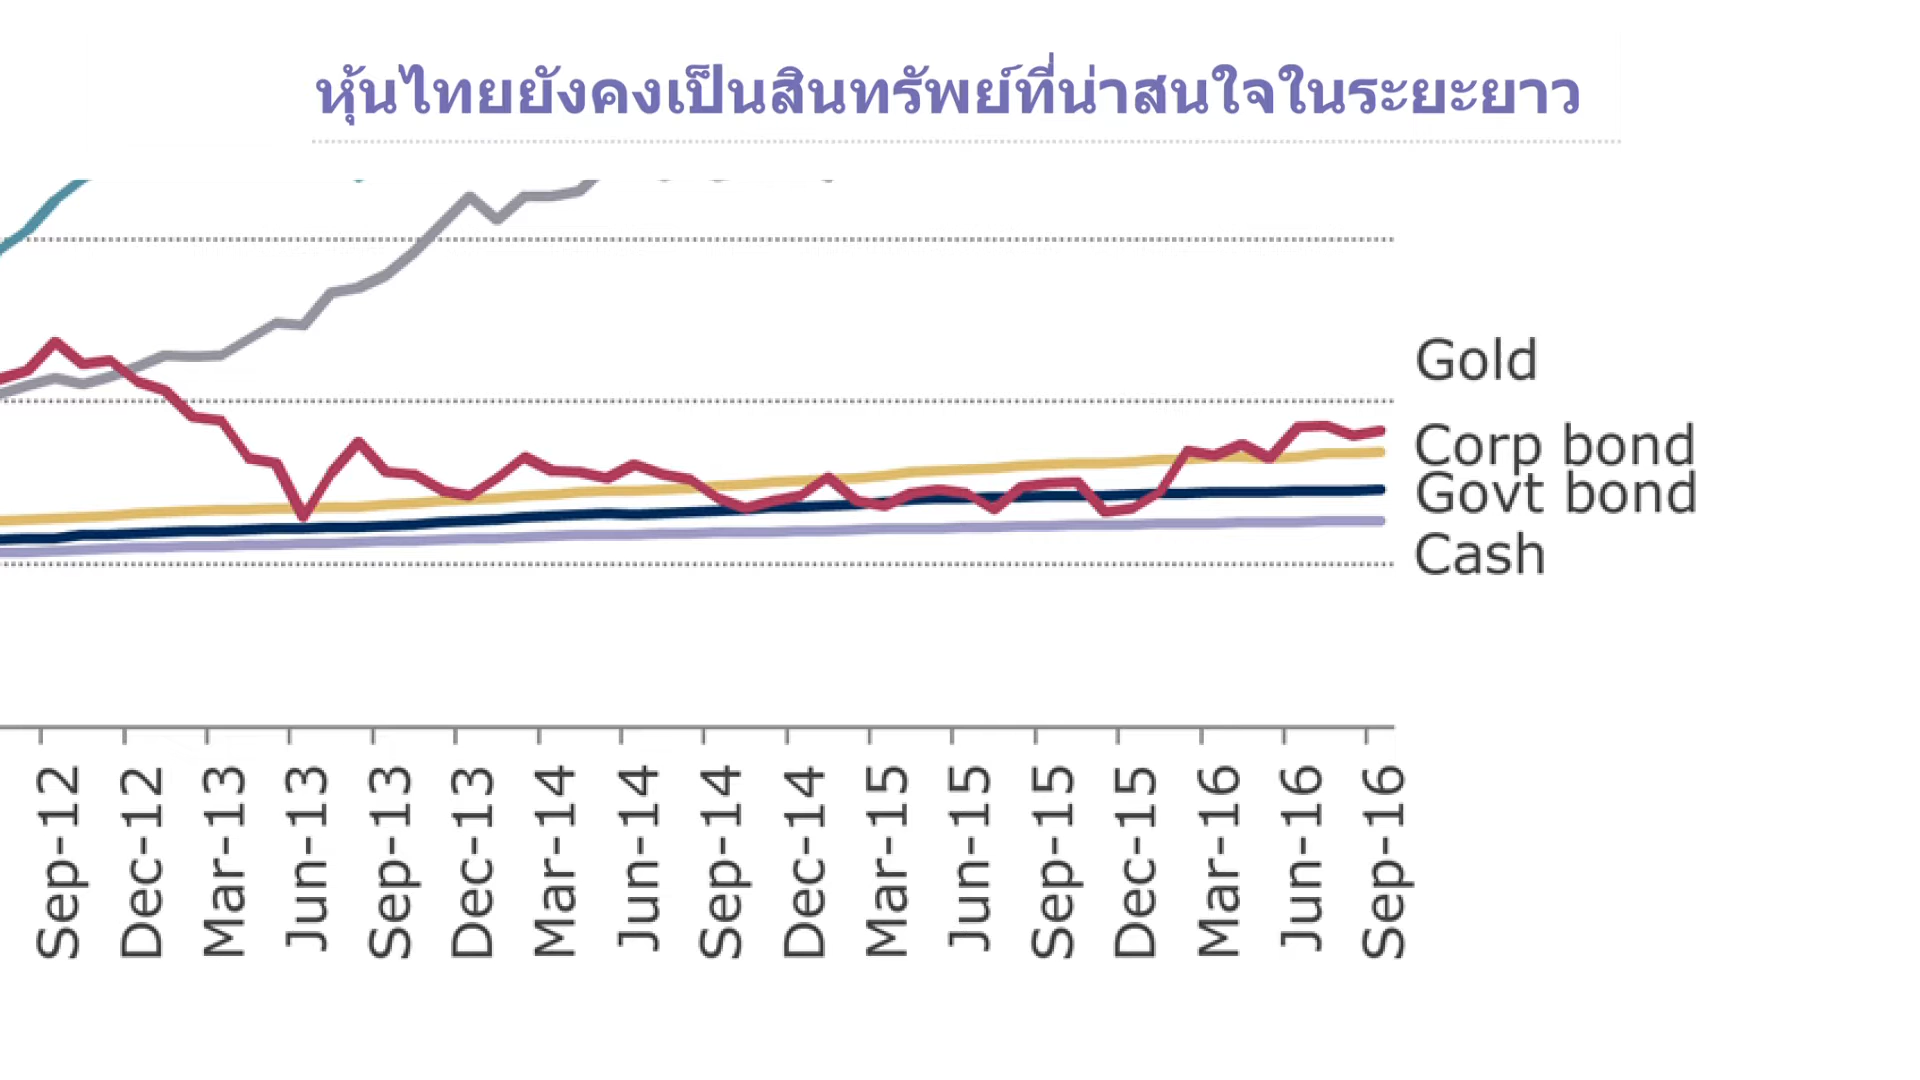 หุ้นไทยยังคงเป็นสินทรัพย์ที่น่าสนใจในระยะยาว
Gold
Corp bond
Govt bond
Cash
Sep-12
Dec-12
Mar-13
Jun-13
Sep-13
Dec-13
Mar-14
Jun-14
Sep-14
Dec-14
Mar-15
Jun-15
Sep-15
Dec-15
Mar-16
Jun-16
Sep-16